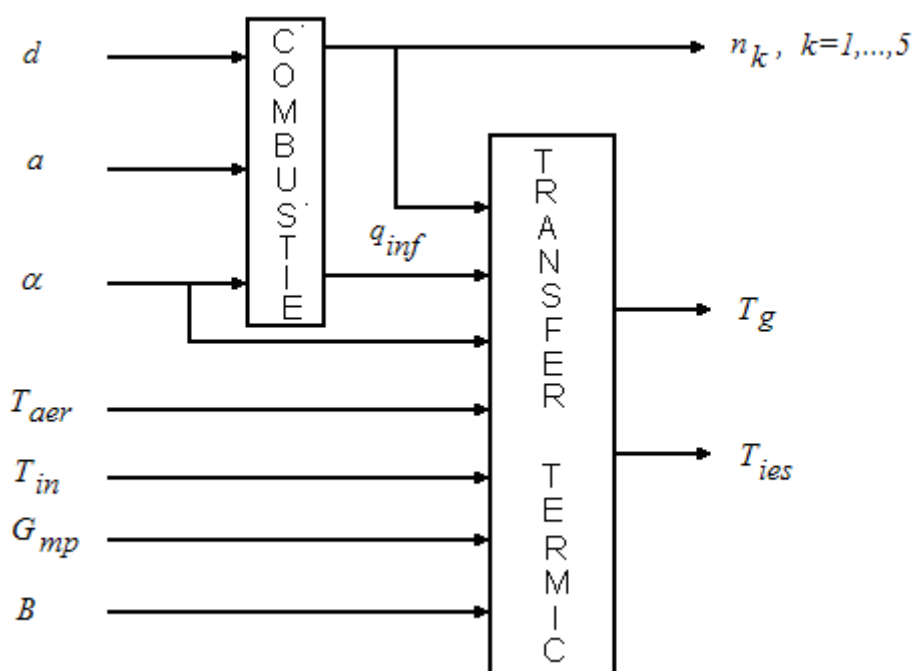 d
a
α
T_aer
T_in
G_mp
B
COMBUSTIE
n_k, k=1,...,5
q_inf
TRANSFER TERMIC
T_g
T_ies